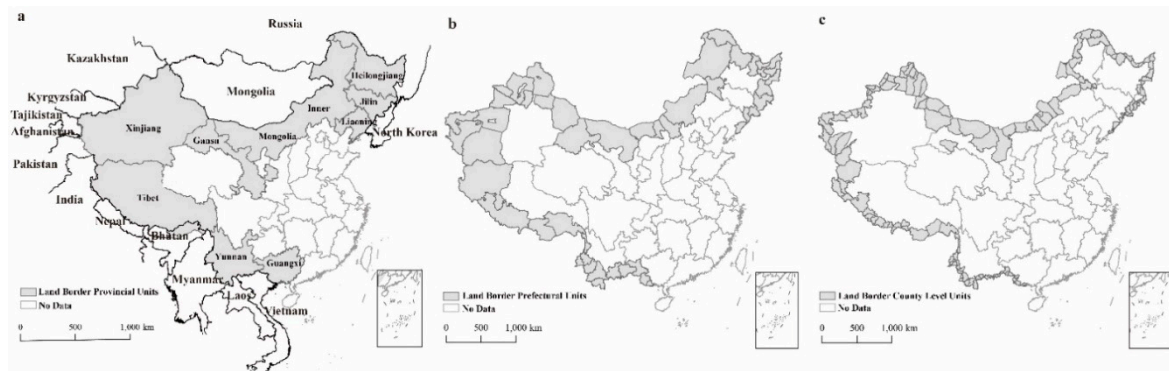 a
Russia
Kazakhstan
Mongolia
Heilongjiang
Kyrgyzstan
Jilin
Inner
Tajikistan
Xinjiang
Liaoning
Afghanistan
Gansu
Mongolia
North Korea
Pakistan
Tibet
India
Nepal
Bhutan
Yunnan
Guangxi
Myanmar
Laos
Vietnam
Land Border Provincial Units
No Data
0 500 1,000 km
b
Land Border Prefectural Units
No Data
0 500 1,000 km
c
Land Border County Level Units
No Data
0 500 1,000 km